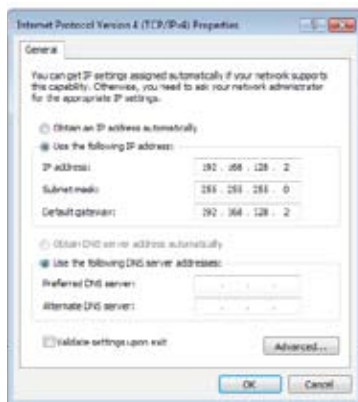 Internet Protocol Version 4 (TCP/IPv4) Properties
General
You can get IP settings assigned automatically if your network supports
this capability. Otherwise, you need to ask your network administrator
for the appropriate IP settings.
Obtain an IP address automatically
Use the following IP address:
IP address: 192 . 168 . 128 . 2
Subnet mask: 255 . 255 . 255 . 0
Default gateway: 192 . 168 . 128 . 2
Obtain DNS server address automatically
Use the following DNS server addresses:
Preferred DNS server: . . .
Alternate DNS server: . . .
Validate settings upon exit
Advanced...
OK
Cancel